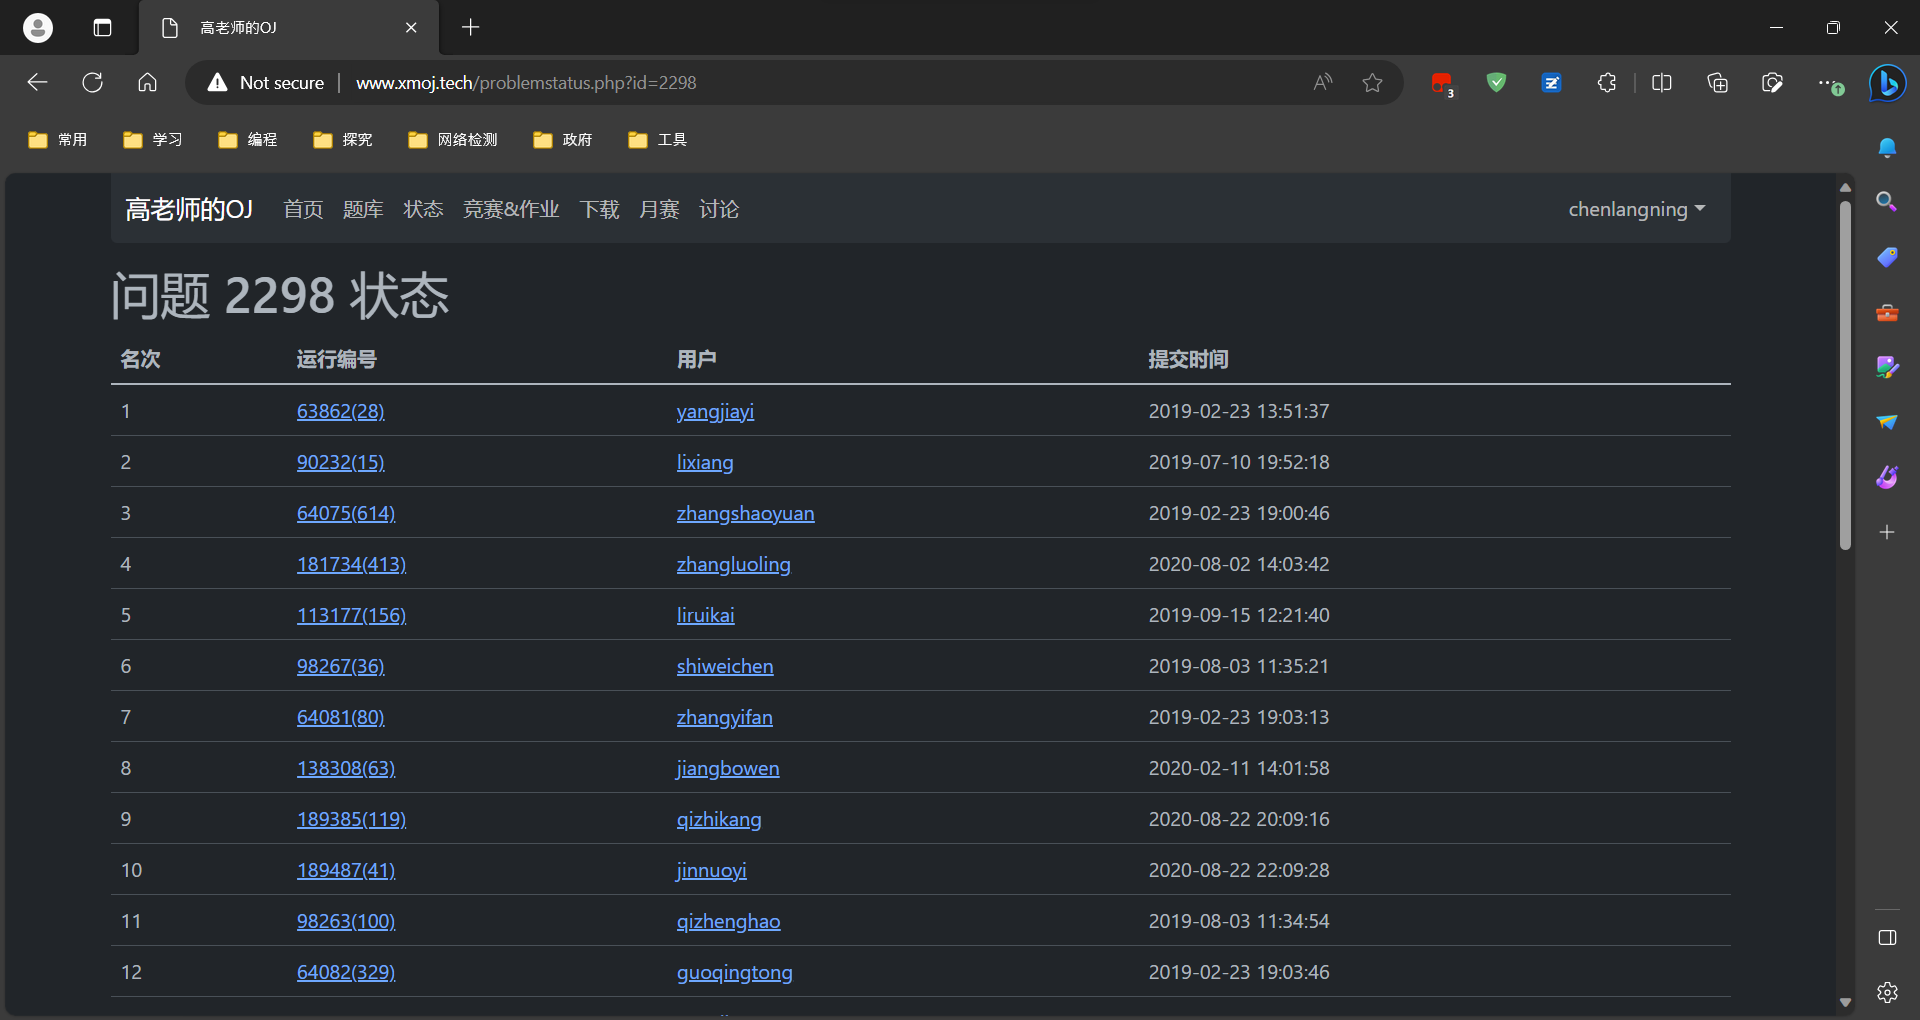 高老师的OJ
Not secure www.xmoj.tech/problemstatus.php?id=2298
3
常用 学习 编程 探究 网络检测 政府 工具
高老师的OJ 首页 题库 状态 竞赛&作业 下载 月赛 讨论 chenlangning
问题 2298 状态
名次 运行编号 用户 提交时间
1 63862(28) yangjiayi 2019-02-23 13:51:37
2 90232(15) lixiang 2019-07-10 19:52:18
3 64075(614) zhangshaoyuan 2019-02-23 19:00:46
4 181734(413) zhangluoling 2020-08-02 14:03:42
5 113177(156) liruikai 2019-09-15 12:21:40
6 98267(36) shiweichen 2019-08-03 11:35:21
7 64081(80) zhangyifan 2019-02-23 19:03:13
8 138308(63) jiangbowen 2020-02-11 14:01:58
9 189385(119) qizhikang 2020-08-22 20:09:16
10 189487(41) jinnuoyi 2020-08-22 22:09:28
11 98263(100) qizhenghao 2019-08-03 11:34:54
12 64082(329) guoqingtong 2019-02-23 19:03:46